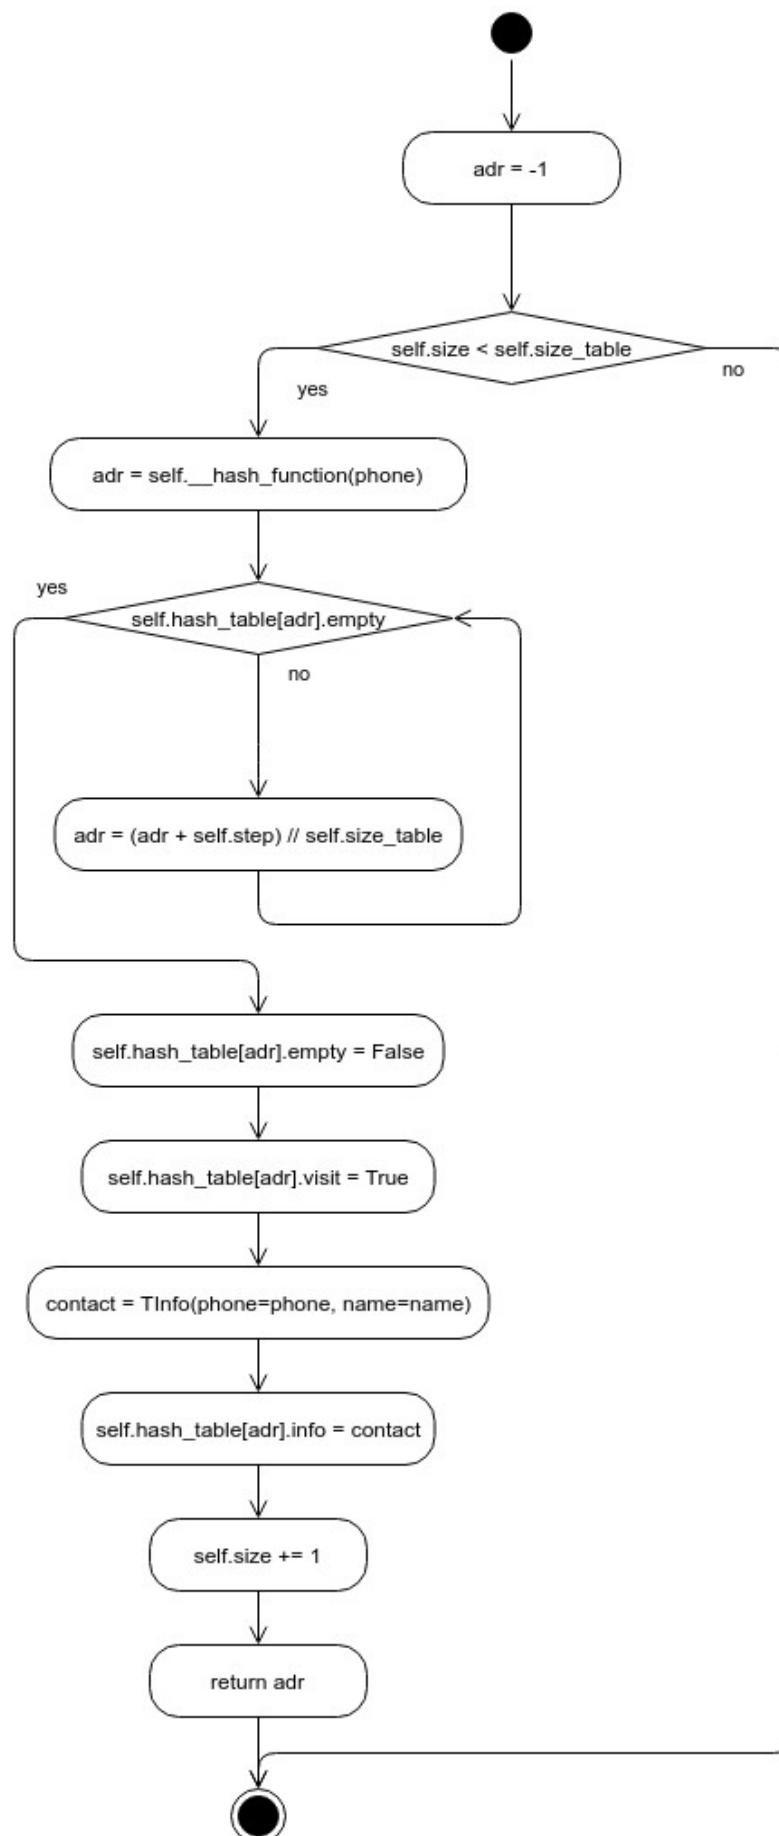 adr = -1
self.size < self.size_table
no
yes
adr = self.__hash_function(phone)
yes
self.hash_table[adr].empty
no
adr = (adr + self.step) // self.size_table
self.hash_table[adr].empty = False
self.hash_table[adr].visit = True
contact = TInfo(phone=phone, name=name)
self.hash_table[adr].info = contact
self.size += 1
return adr